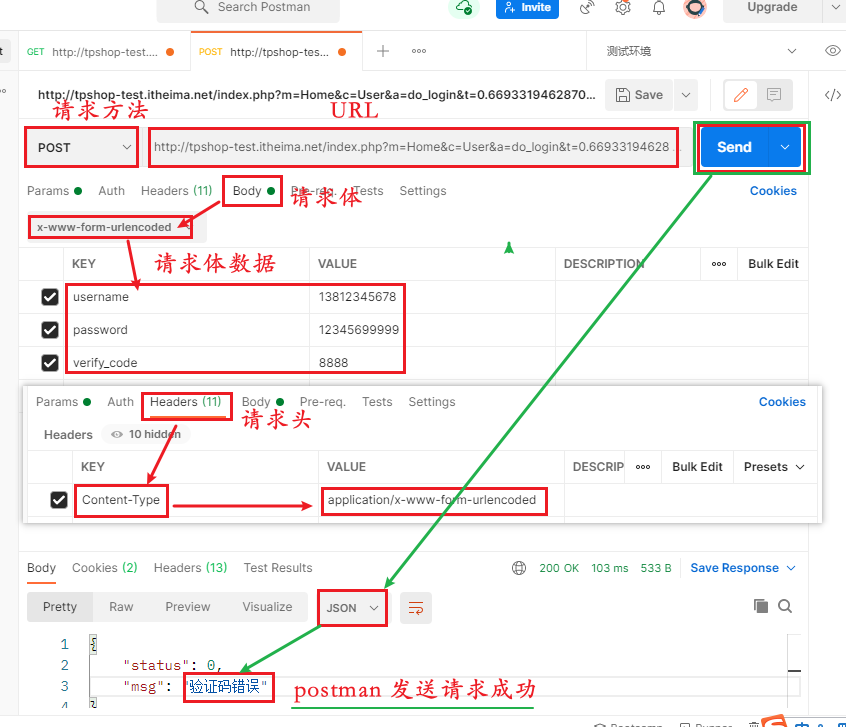 Search Postman
Invite
Upgrade
GET http://tpshop-test....
POST http://tpshop-tes...
测试环境
http://tpshop-test.itheima.net/index.php?m=Home&c=User&a=do_login&t=0.6693319462870...
Save
请求方法
URL
POST
http://tpshop-test.itheima.net/index.php?m=Home&c=User&a=do_login&t=0.66933194628 ...
Send
Params
Auth
Headers (11)
Body
Pre-req.
Tests
Settings
Cookies
请求体
x-www-form-urlencoded
请求体数据
KEY
VALUE
DESCRIPTION
Bulk Edit
username
13812345678
password
12345699999
verify_code
8888
Params
Auth
Headers (11)
Body
Pre-req.
Tests
Settings
Cookies
请求头
Headers
10 hidden
KEY
VALUE
DESCRIP
Bulk Edit
Presets
Content-Type
application/x-www-form-urlencoded
Body
Cookies (2)
Headers (13)
Test Results
200 OK
103 ms
533 B
Save Response
Pretty
Raw
Preview
Visualize
JSON
1 {
2 "status": 0,
3 "msg": "验证码错误"
4 }
postman 发送请求成功